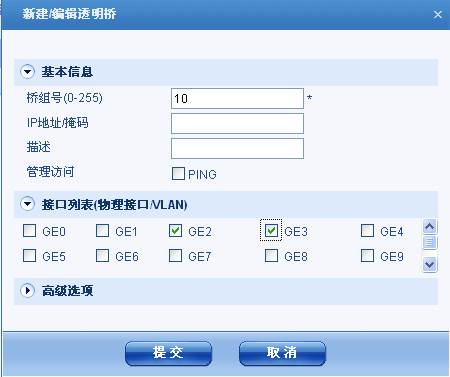 新建/编辑透明桥
基本信息
桥组号(0-255) 10 *
IP地址/掩码
描述
管理访问 PING
接口列表(物理接口/VLAN)
GE0 GE1 GE2 GE3 GE4
GE5 GE6 GE7 GE8 GE9
高级选项
提交 取消